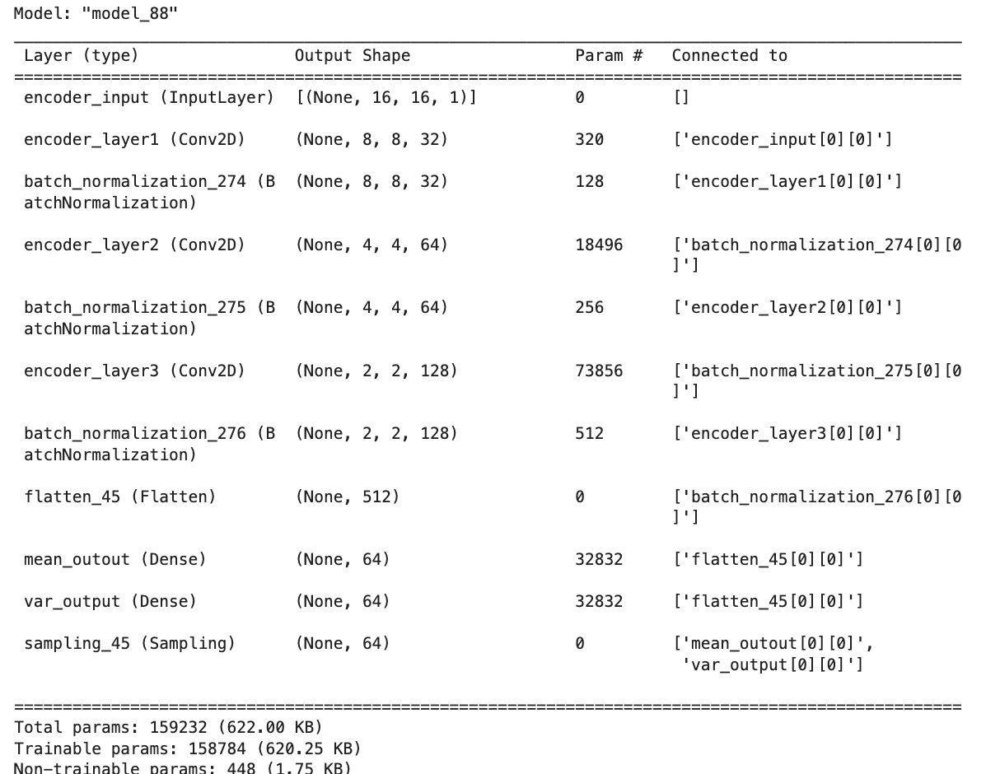 Model: "model_88"
Layer (type) Output Shape Param # Connected to
encoder_input (InputLayer) [(None, 16, 16, 1)] 0 []
encoder_layer1 (Conv2D) (None, 8, 8, 32) 320 ['encoder_input[0][0]']
batch_normalization_274 (B (None, 8, 8, 32) 128 ['encoder_layer1[0][0]']
atchNormalization)
encoder_layer2 (Conv2D) (None, 4, 4, 64) 18496 ['batch_normalization_274[0][0
]']
batch_normalization_275 (B (None, 4, 4, 64) 256 ['encoder_layer2[0][0]']
atchNormalization)
encoder_layer3 (Conv2D) (None, 2, 2, 128) 73856 ['batch_normalization_275[0][0
]']
batch_normalization_276 (B (None, 2, 2, 128) 512 ['encoder_layer3[0][0]']
atchNormalization)
flatten_45 (Flatten) (None, 512) 0 ['batch_normalization_276[0][0
]']
mean_outout (Dense) (None, 64) 32832 ['flatten_45[0][0]']
var_output (Dense) (None, 64) 32832 ['flatten_45[0][0]']
sampling_45 (Sampling) (None, 64) 0 ['mean_outout[0][0]',
'var_output[0][0]']
Total params: 159232 (622.00 KB)
Trainable params: 158784 (620.25 KB)
Non-trainable params: 448 (1.75 KB)